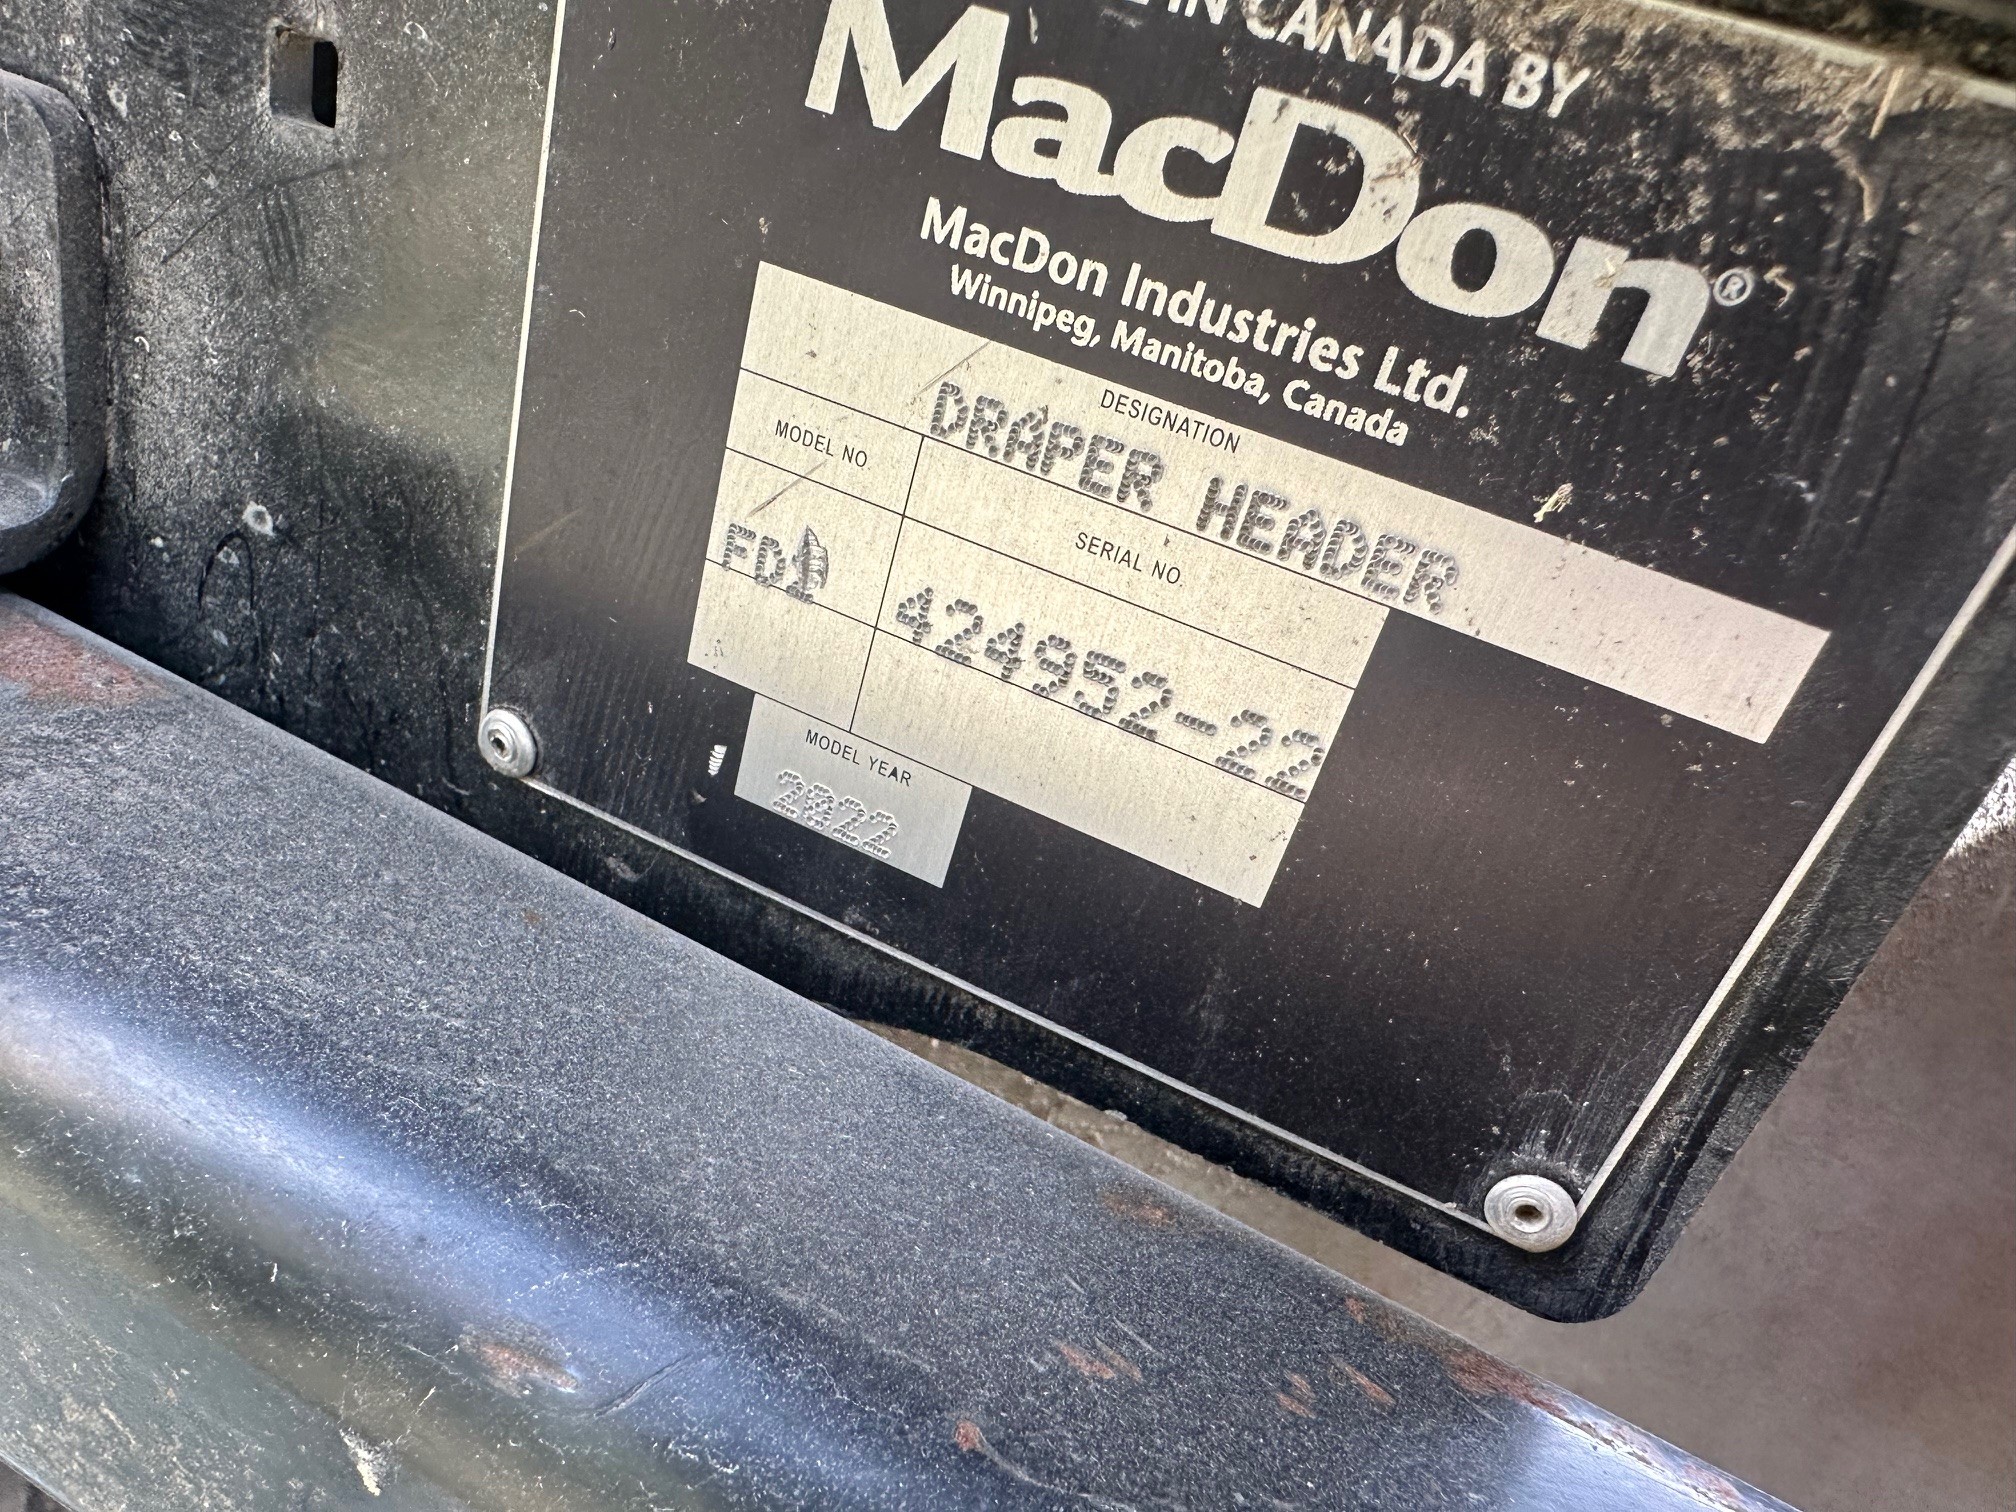 IN CANADA BY
MacDon®
MacDon Industries Ltd.
Winnipeg, Manitoba, Canada
DESIGNATION
DRAPER HEADER
MODEL NO.
SERIAL NO.
FD1
424952-22
MODEL YEAR
2022